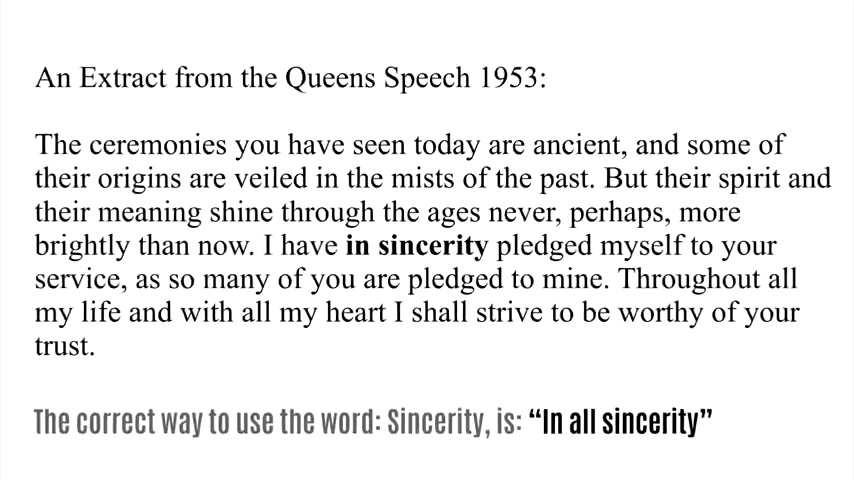 An Extract from the Queens Speech 1953:
The ceremonies you have seen today are ancient, and some of
their origins are veiled in the mists of the past. But their spirit and
their meaning shine through the ages never, perhaps, more
brightly than now. I have in sincerity pledged myself to your
service, as so many of you are pledged to mine. Throughout all
my life and with all my heart I shall strive to be worthy of your
trust.
The correct way to use the word: Sincerity, is: “In all sincerity”